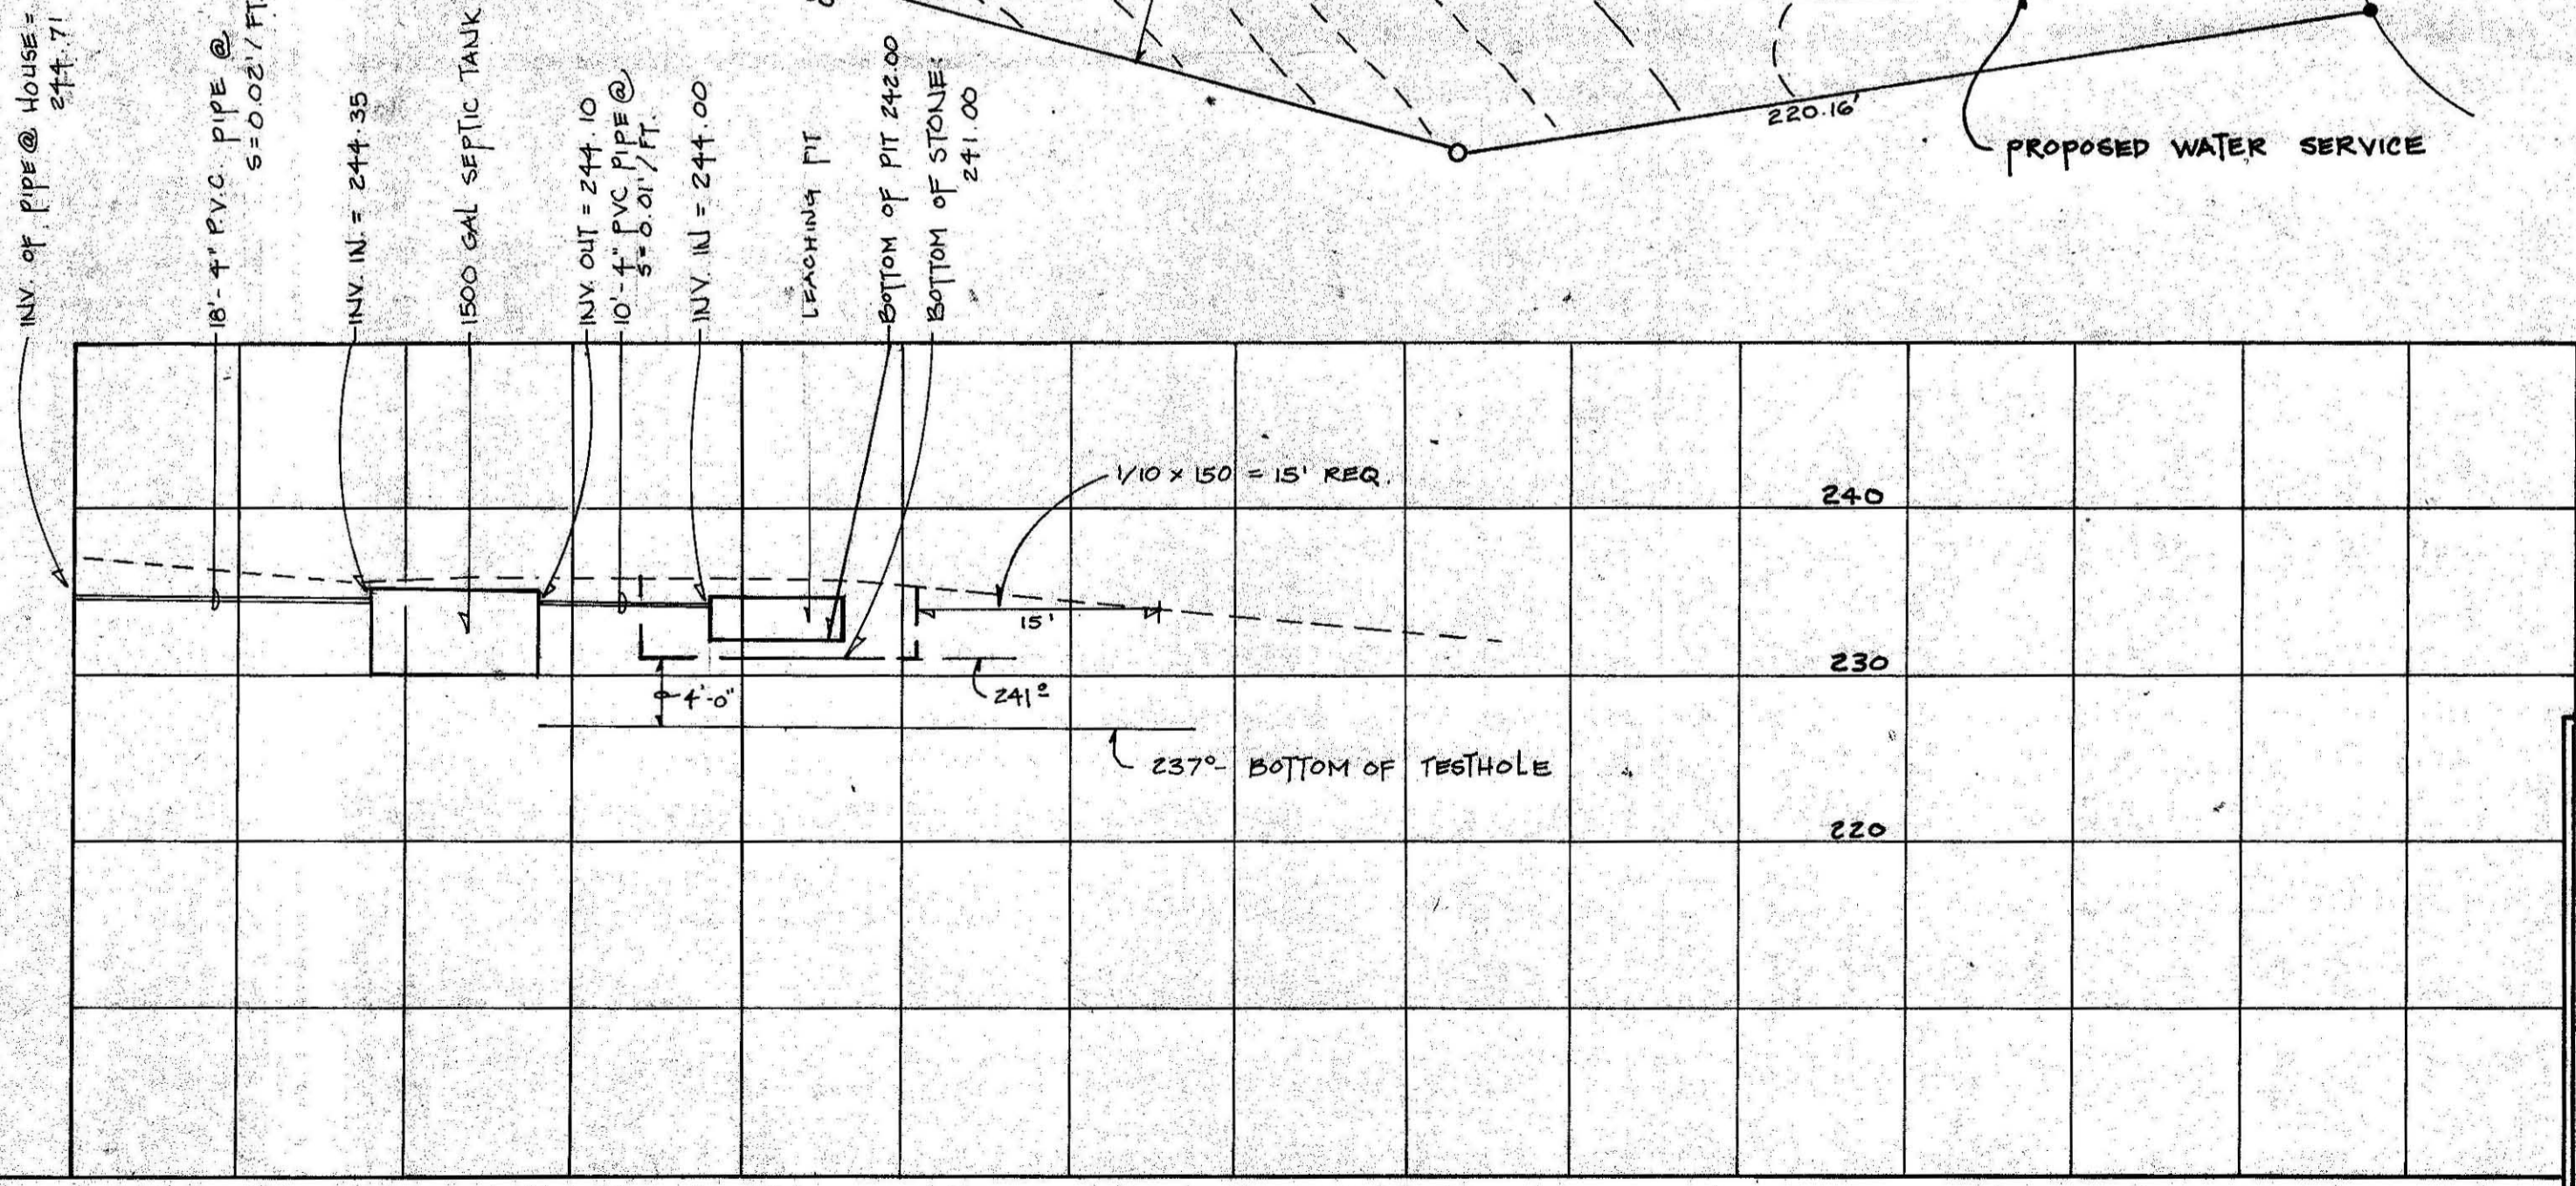 INV. OF PIPE @ HOUSE =
244.71
18'- 4" P.V.C. PIPE @
S=0.02'/FT.
INV. IN. = 244.35
1500 GAL SEPTIC TANK
INV. OUT = 244.10
10'- 4" PVC PIPE @
S=0.01'/FT.
INV. IN = 244.00
LEACHING PIT
BOTTOM OF PIT 242.00
BOTTOM OF STONE:
241.00
220.16'
PROPOSED WATER SERVICE
1/10 x 150 = 15' REQ.
240
15'
230
4'-0"
241º
237º- BOTTOM OF TESTHOLE
220